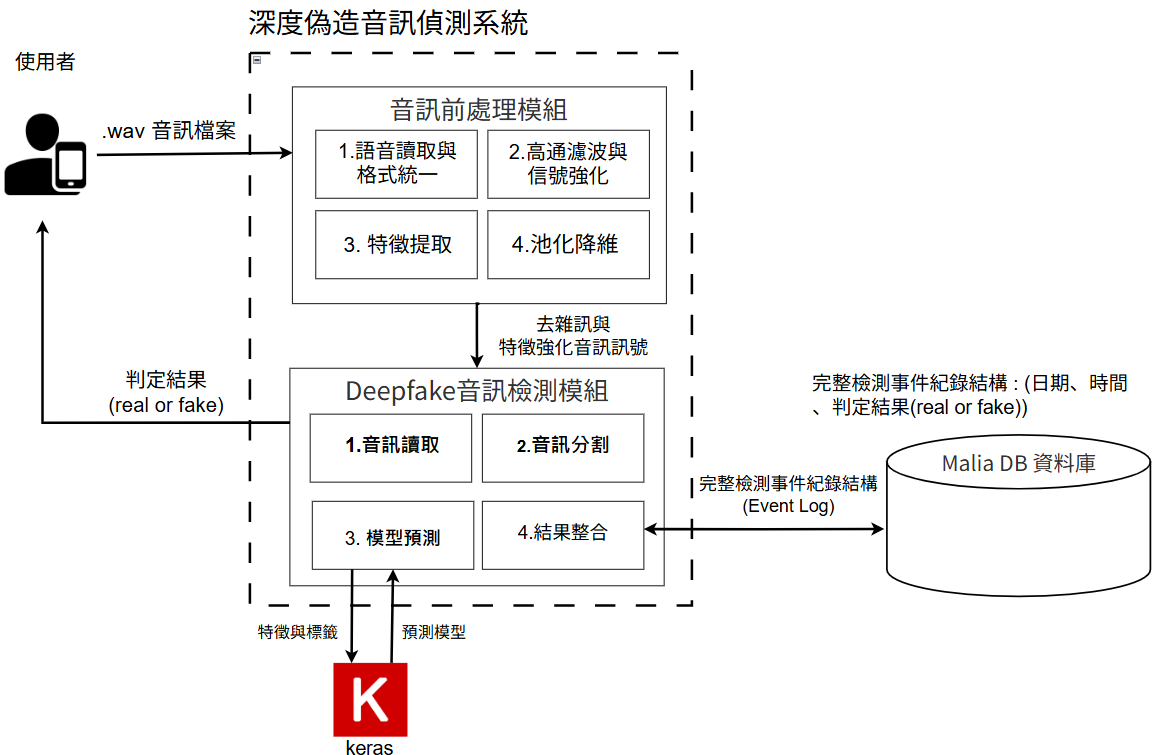 深度偽造音訊偵測系統
使用者
.wav 音訊檔案
音訊前處理模組
1.語音讀取與
格式統一
2.高通濾波與
信號強化
3. 特徵提取
4.池化降維
去雜訊與
特徵強化音訊訊號
判定結果
(real or fake)
Deepfake音訊檢測模組
1.音訊讀取
2.音訊分割
3. 模型預測
4.結果整合
完整檢測事件紀錄結構 : (日期、時間
、判定結果(real or fake))
Malia DB 資料庫
完整檢測事件紀錄結構
(Event Log)
特徵與標籤
預測模型
K
keras